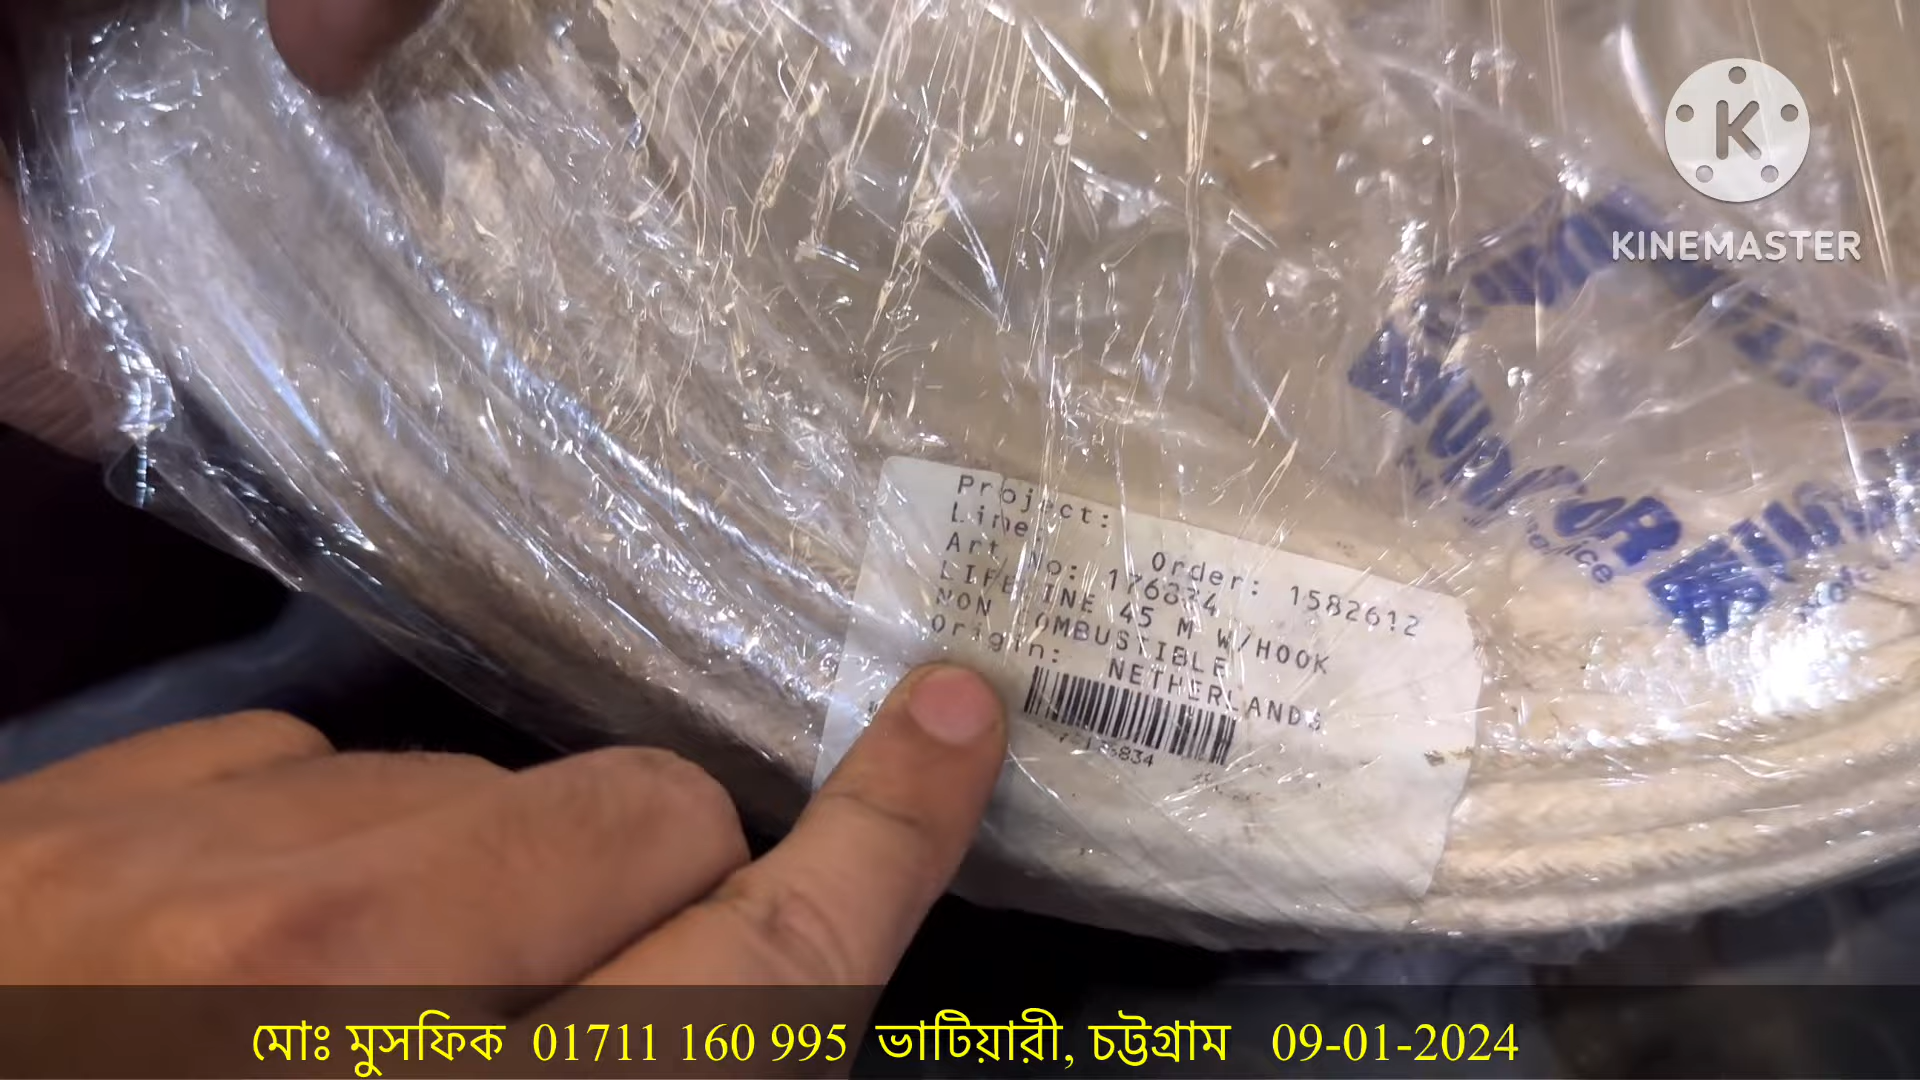 KINEMASTER
Project:
Line:
Order: 1582612
Art No: 176834
LIFELINE 45 M W/HOOK
NON COMBUSTIBLE
Origin: NETHERLANDS
মোঃ মুসফিক 01711 160 995 ভাটিয়ারী, চট্টগ্রাম 09-01-2024